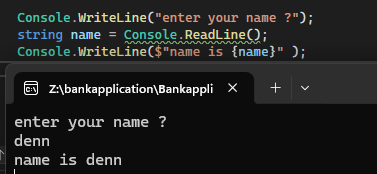 Console.WriteLine("enter your name ?");
string name = Console.ReadLine();
Console.WriteLine($"name is {name}" );
Z:\bankapplication\Bankappli
enter your name ?
denn
name is denn